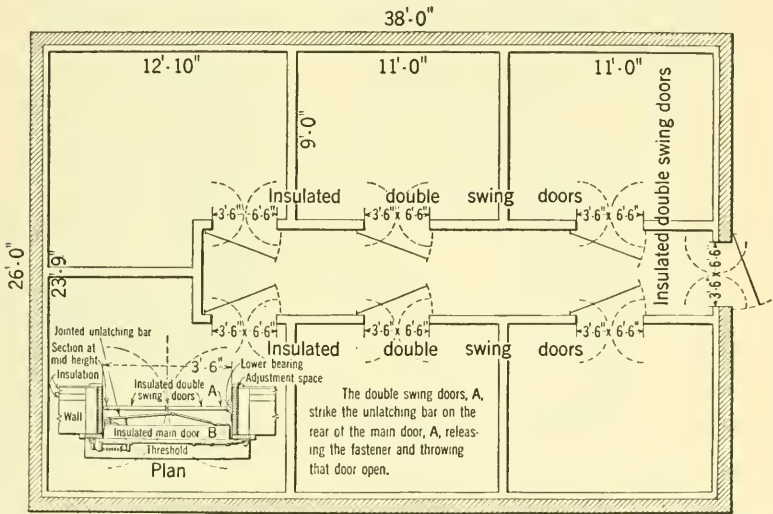 38'-0"
12'-10"
11'-0"
11'-0"
9'-0"
Insulated double swing doors
Insulated double swing doors
3'-6" x 6'-6"
3'-6" x 6'-6"
3'-6" x 6'-6"
3'-6 x 6-6"
26'-0"
23'-9"
3'-6" x 6'-6"
3'-6" x 6'-6"
3'-6" x 6'-6"
Insulated double swing doors
Jointed unlatching bar
Section at
mid height
Insulation
3'-6"
Lower bearing
Adjustment space
Insulated double
swing doors
A
Wall
Insulated main door B
Threshold
Plan
The double swing doors, A,
strike the unlatching bar on the
rear of the main door, A, releas-
ing the fastener and throwing
that door open.